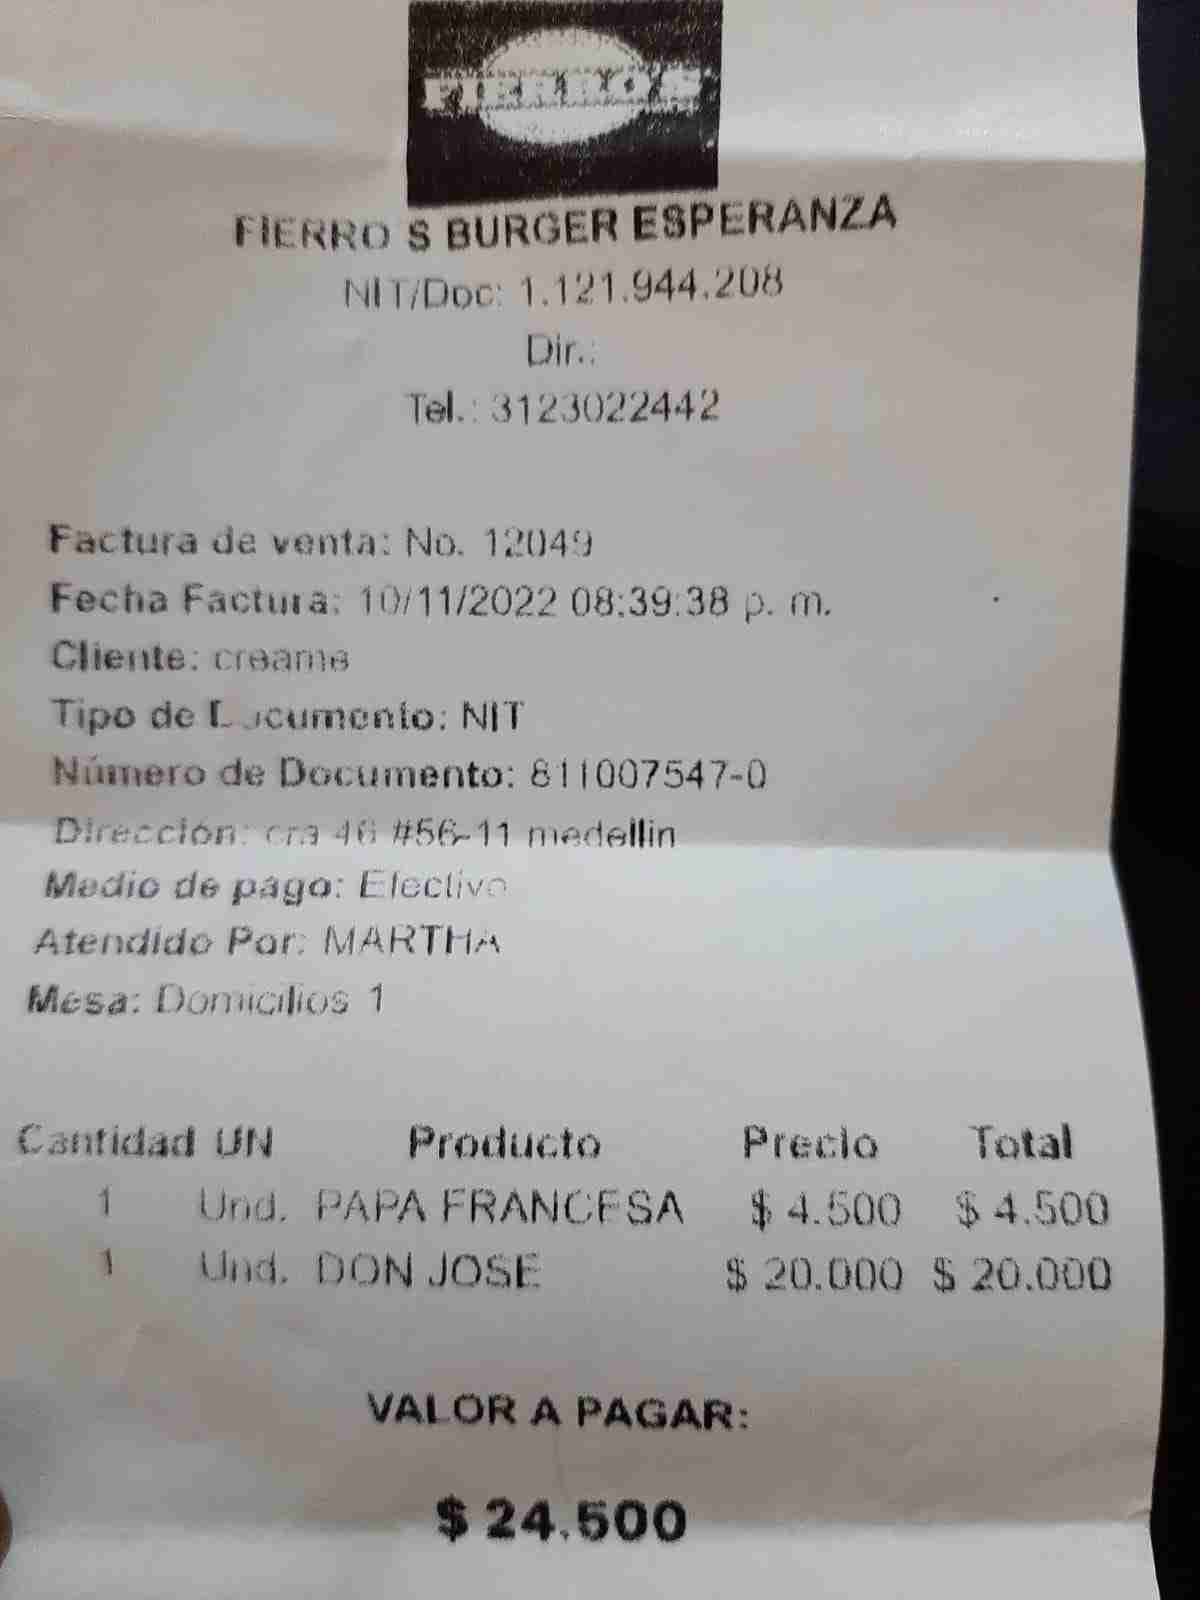 FIERRO'S
FIERRO S BURGER ESPERANZA
NIT/Doc: 1.121.944.208
Dir.:
Tel.: 3123022442
Factura de venta: No. 12049
Fecha Factura: 10/11/2022 08:39:38 p. m.
Cliente: creame
Tipo de Documento: NIT
Número de Documento: 811007547-0
Dirección: cra 46 #56-11 medellin
Medio de pago: Efectivo
Atendido Por: MARTHA
Mesa: Domicilios 1
Cantidad UN Producto Precio Total
1 Und. PAPA FRANCESA $ 4.500 $ 4.500
1 Und. DON JOSE $ 20.000 $ 20.000
VALOR A PAGAR:
$ 24.500